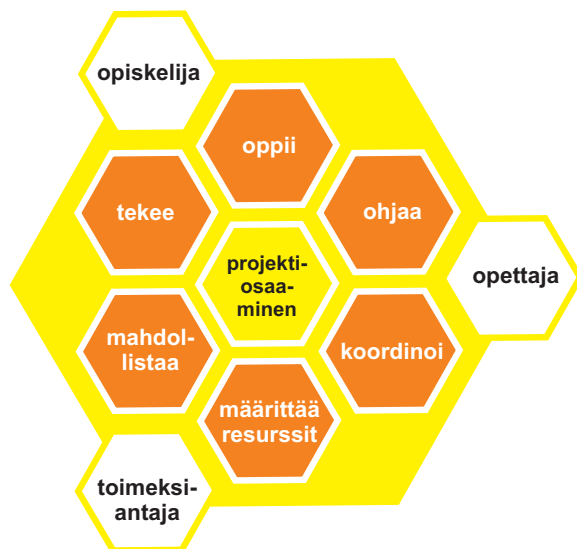 opiskelija
oppii
tekee
ohjaa
projekti-
osaa-
minen
opettaja
mahdol-
listaa
koordinoi
määrittää
resurssit
toimeksi-
antaja